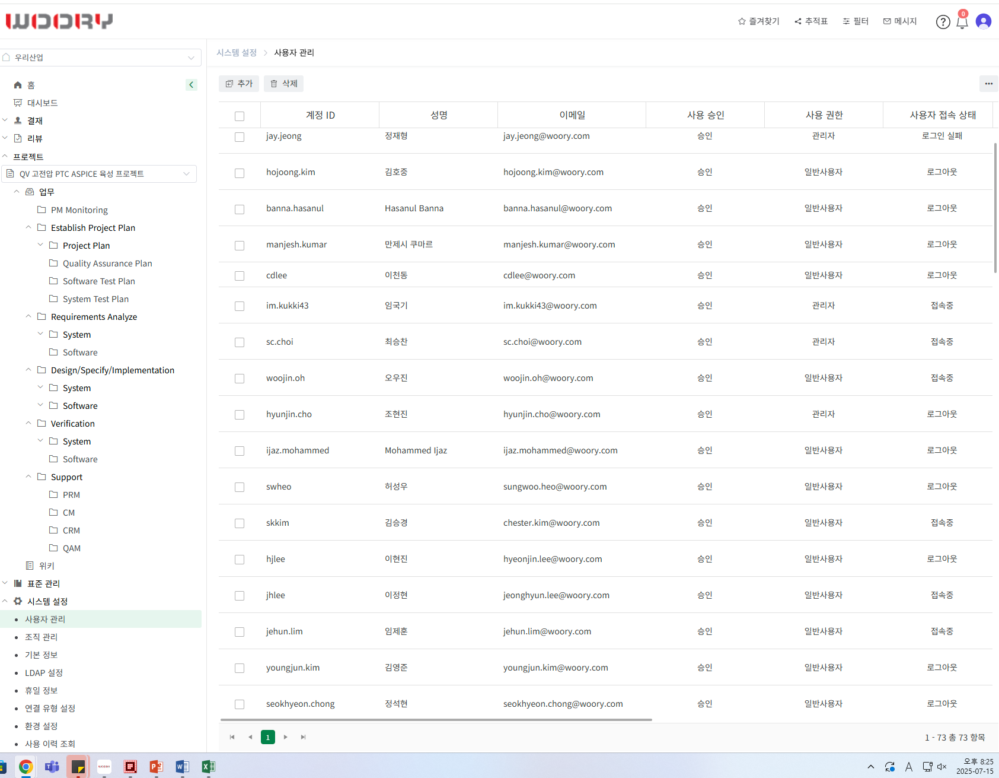 WOORY
즐겨찾기 추적표 필터 메시지 ? 0
우리산업
시스템 설정 > 사용자 관리
홈
대시보드
결재
리뷰
프로젝트
QV 고전압 PTC ASPICE 육성 프로젝트
업무
PM Monitoring
Establish Project Plan
Project Plan
Quality Assurance Plan
Software Test Plan
System Test Plan
Requirements Analyze
System
Software
Design/Specify/Implementation
System
Software
Verification
System
Software
Support
PRM
CM
CRM
QAM
위키
표준 관리
시스템 설정
사용자 관리
조직 관리
기본 정보
LDAP 설정
휴일 정보
연결 유형 설정
환경 설정
사용 이력 조회
추가 삭제 ...
계정 ID 성명 이메일 사용 승인 사용 권한 사용자 접속 상태
jay.jeong 정재형 jay.jeong@woory.com 승인 관리자 로그인 실패
hojoong.kim 김호중 hojoong.kim@woory.com 승인 일반사용자 로그아웃
banna.hasanul Hasanul Banna banna.hasanul@woory.com 승인 일반사용자 로그아웃
manjesh.kumar 만제시 쿠마르 manjesh.kumar@woory.com 승인 일반사용자 로그아웃
cdlee 이천동 cdlee@woory.com 승인 일반사용자 로그아웃
im.kukki43 임국기 im.kukki43@woory.com 승인 관리자 접속중
sc.choi 최승찬 sc.choi@woory.com 승인 관리자 접속중
woojin.oh 오우진 woojin.oh@woory.com 승인 일반사용자 접속중
hyunjin.cho 조현진 hyunjin.cho@woory.com 승인 관리자 로그아웃
ijaz.mohammed Mohammed Ijaz ijaz.mohammed@woory.com 승인 일반사용자 로그아웃
swheo 허성우 sungwoo.heo@woory.com 승인 일반사용자 로그아웃
skkim 김승경 chester.kim@woory.com 승인 일반사용자 접속중
hjlee 이현진 hyeonjin.lee@woory.com 승인 일반사용자 로그아웃
jhlee 이정현 jeonghyun.lee@woory.com 승인 일반사용자 접속중
jehun.lim 임제훈 jehun.lim@woory.com 승인 일반사용자 접속중
youngjun.kim 김영준 youngjun.kim@woory.com 승인 일반사용자 로그아웃
seokhyeon.chong 정석현 seokhyeon.chong@woory.com 승인 일반사용자 로그아웃
1
1 - 73 총 73 항목
A
오후 8:25
2025-07-15